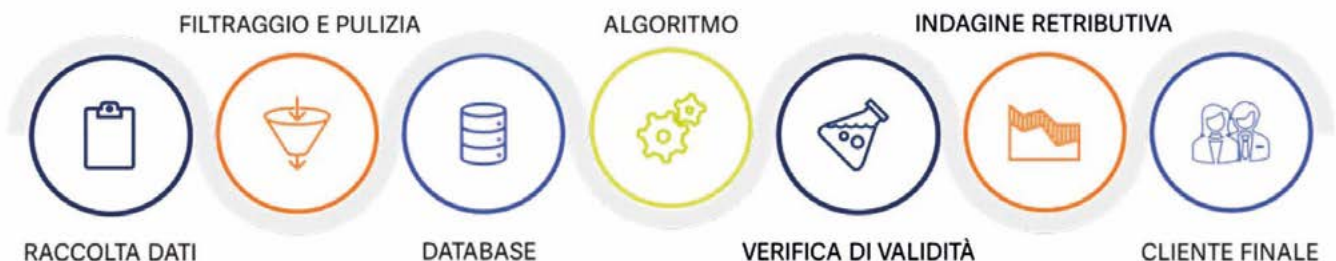 FILTRAGGIO E PULIZIA
ALGORITMO
INDAGINE RETRIBUTIVA
RACCOLTA DATI
DATABASE
VERIFICA DI VALIDITÀ
CLIENTE FINALE